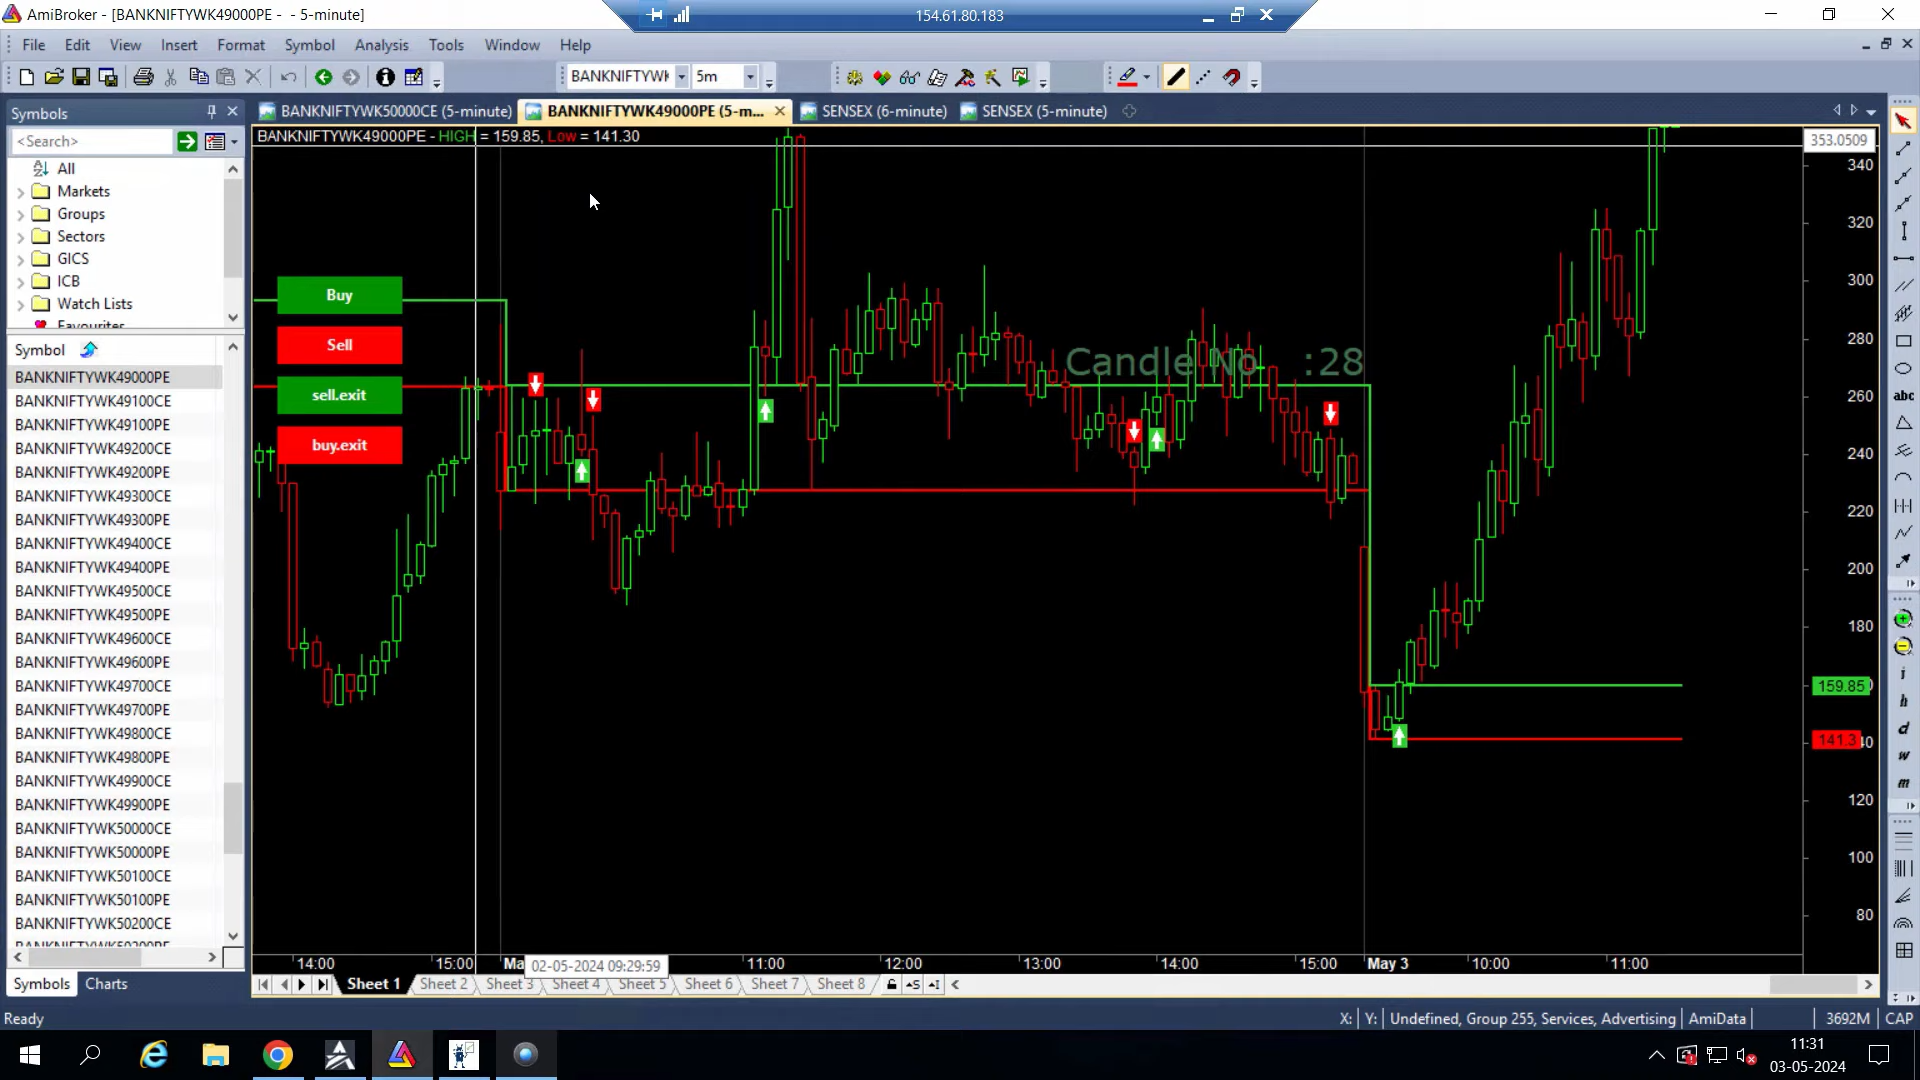 AmiBroker - [BANKNIFTYWK49000PE - - 5-minute]
154.61.80.183
File Edit View Insert Format Symbol Analysis Tools Window Help
5m
Symbols
BANKNIFTYWK50000CE (5-minute)
BANKNIFTYWK49000PE (5-m...
SENSEX (6-minute)
SENSEX (5-minute)
BANKNIFTYWK49000PE - HIGH = 159.85, Low = 141.30
<Search>
All
Markets
Groups
Sectors
GICS
ICB
Watch Lists
Favourites
Symbol
BANKNIFTYWK49000PE
BANKNIFTYWK49100CE
BANKNIFTYWK49100PE
BANKNIFTYWK49200CE
BANKNIFTYWK49200PE
BANKNIFTYWK49300CE
BANKNIFTYWK49300PE
BANKNIFTYWK49400CE
BANKNIFTYWK49400PE
BANKNIFTYWK49500CE
BANKNIFTYWK49500PE
BANKNIFTYWK49600CE
BANKNIFTYWK49600PE
BANKNIFTYWK49700CE
BANKNIFTYWK49700PE
BANKNIFTYWK49800CE
BANKNIFTYWK49800PE
BANKNIFTYWK49900CE
BANKNIFTYWK49900PE
BANKNIFTYWK50000CE
BANKNIFTYWK50000PE
BANKNIFTYWK50100CE
BANKNIFTYWK50100PE
BANKNIFTYWK50200CE
Symbols Charts
Buy
Sell
sell.exit
buy.exit
Candle No :28
353.0509
340
320
300
280
260
240
220
200
180
159.85
141.3
120
100
80
14:00 15:00 02-05-2024 09:29:59 11:00 12:00 13:00 14:00 15:00 May 3 10:00 11:00
Sheet 1 Sheet 2 Sheet 3 Sheet 4 Sheet 5 Sheet 6 Sheet 7 Sheet 8
abc
i
h
d
w
m
Ready
X: Y: Undefined, Group 255, Services, Advertising AmiData 3692M CAP
11:31
03-05-2024